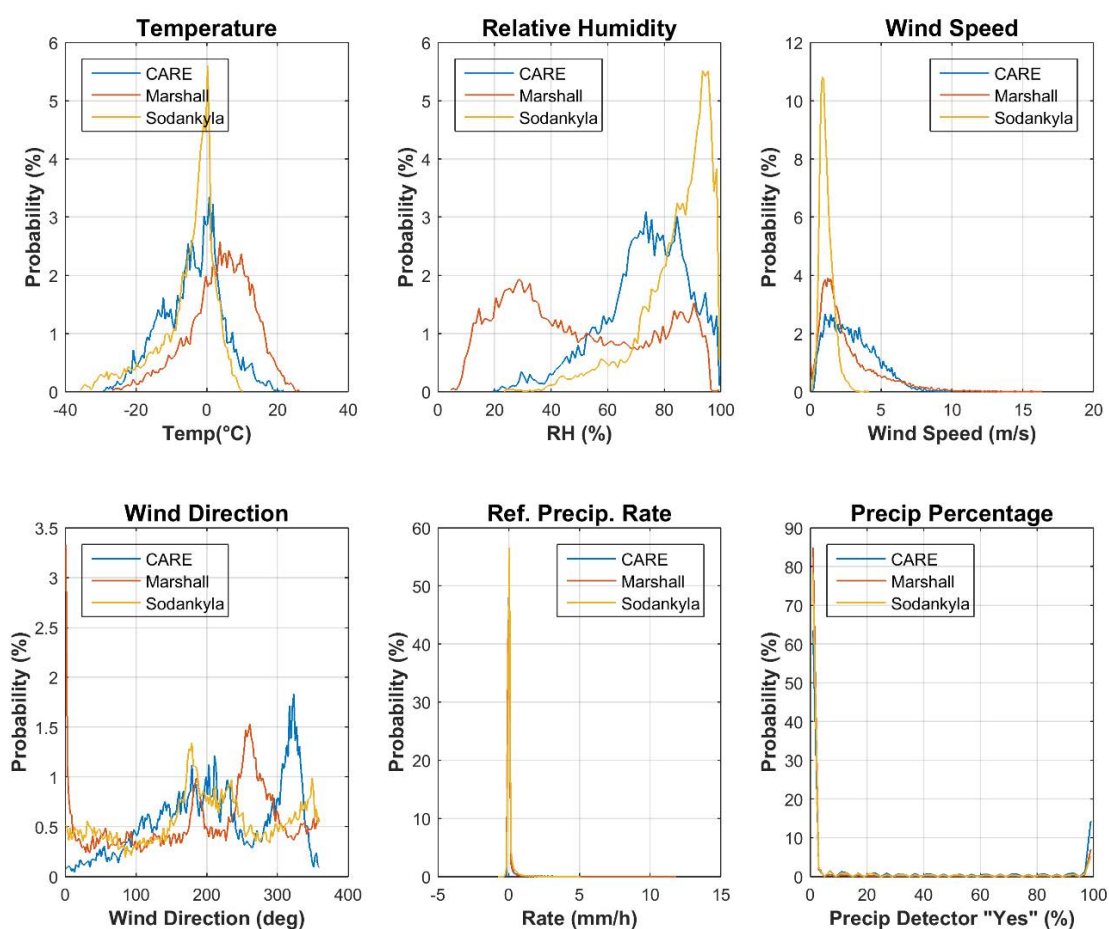 Temperature
6
5
4
3
2
1
0
-40 -20 0 20 40
Probability (%)
Temp(°C)
CARE
Marshall
Sodankyla
Relative Humidity
6
5
4
3
2
1
0
0 20 40 60 80 100
Probability (%)
RH (%)
CARE
Marshall
Sodankyla
Wind Speed
12
10
8
6
4
2
0
0 5 10 15 20
Probability (%)
Wind Speed (m/s)
CARE
Marshall
Sodankyla
Wind Direction
3.5
3
2.5
2
1.5
1
0.5
0
0 100 200 300 400
Probability (%)
Wind Direction (deg)
CARE
Marshall
Sodankyla
Ref. Precip. Rate
60
50
40
30
20
10
0
-5 0 5 10 15
Probability (%)
Rate (mm/h)
CARE
Marshall
Sodankyla
Precip Percentage
90
80
70
60
50
40
30
20
10
0
0 20 40 60 80 100
Probability (%)
Precip Detector "Yes" (%)
CARE
Marshall
Sodankyla